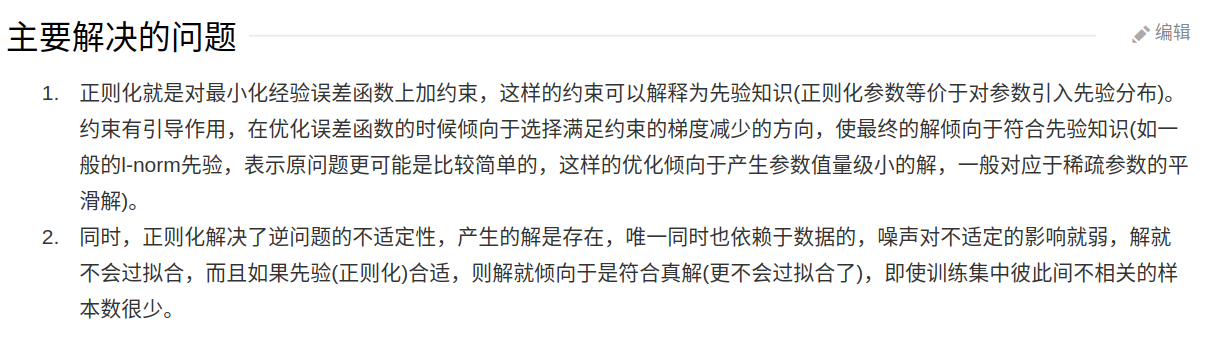 主要解决的问题
编辑
1. 正则化就是对最小化经验误差函数上加约束，这样的约束可以解释为先验知识(正则化参数等价于对参数引入先验分布)。
约束有引导作用，在优化误差函数的时候倾向于选择满足约束的梯度减少的方向，使最终的解倾向于符合先验知识(如一
般的l-norm先验，表示原问题更可能是比较简单的，这样的优化倾向于产生参数值量级小的解，一般对应于稀疏参数的平
滑解)。
2. 同时，正则化解决了逆问题的不适定性，产生的解是存在，唯一同时也依赖于数据的，噪声对不适定的影响就弱，解就
不会过拟合，而且如果先验(正则化)合适，则解就倾向于是符合真解(更不会过拟合了)，即使训练集中彼此间不相关的样
本数很少。